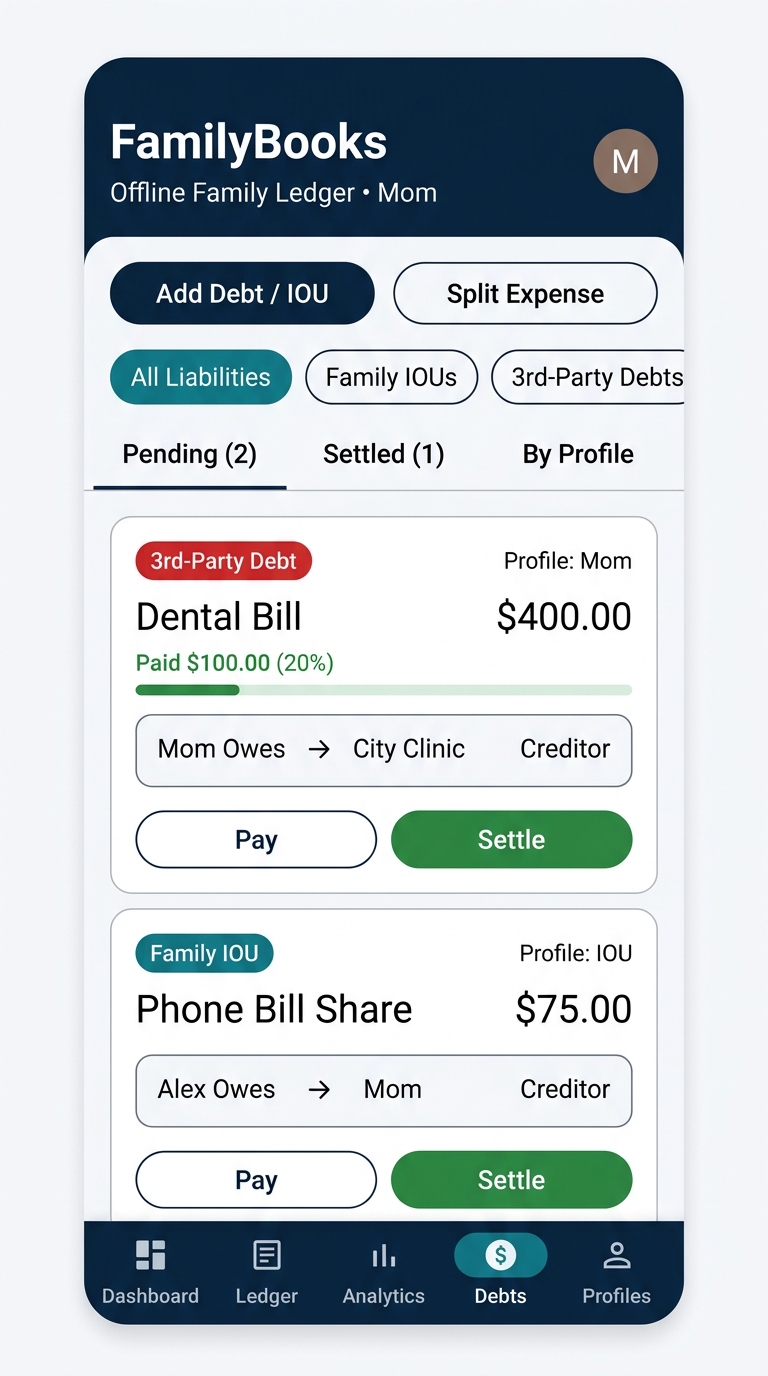 FamilyBooks
Offline Family Ledger • Mom
M
Add Debt / IOU
Split Expense
All Liabilities
Family IOUs
3rd-Party Debts
Pending (2)
Settled (1)
By Profile
3rd-Party Debt
Profile: Mom
Dental Bill
$400.00
Paid $100.00 (20%)
Mom Owes → City Clinic Creditor
Pay
Settle
Family IOU
Profile: IOU
Phone Bill Share
$75.00
Alex Owes → Mom Creditor
Pay
Settle
$
Dashboard
Ledger
Analytics
Debts
Profiles